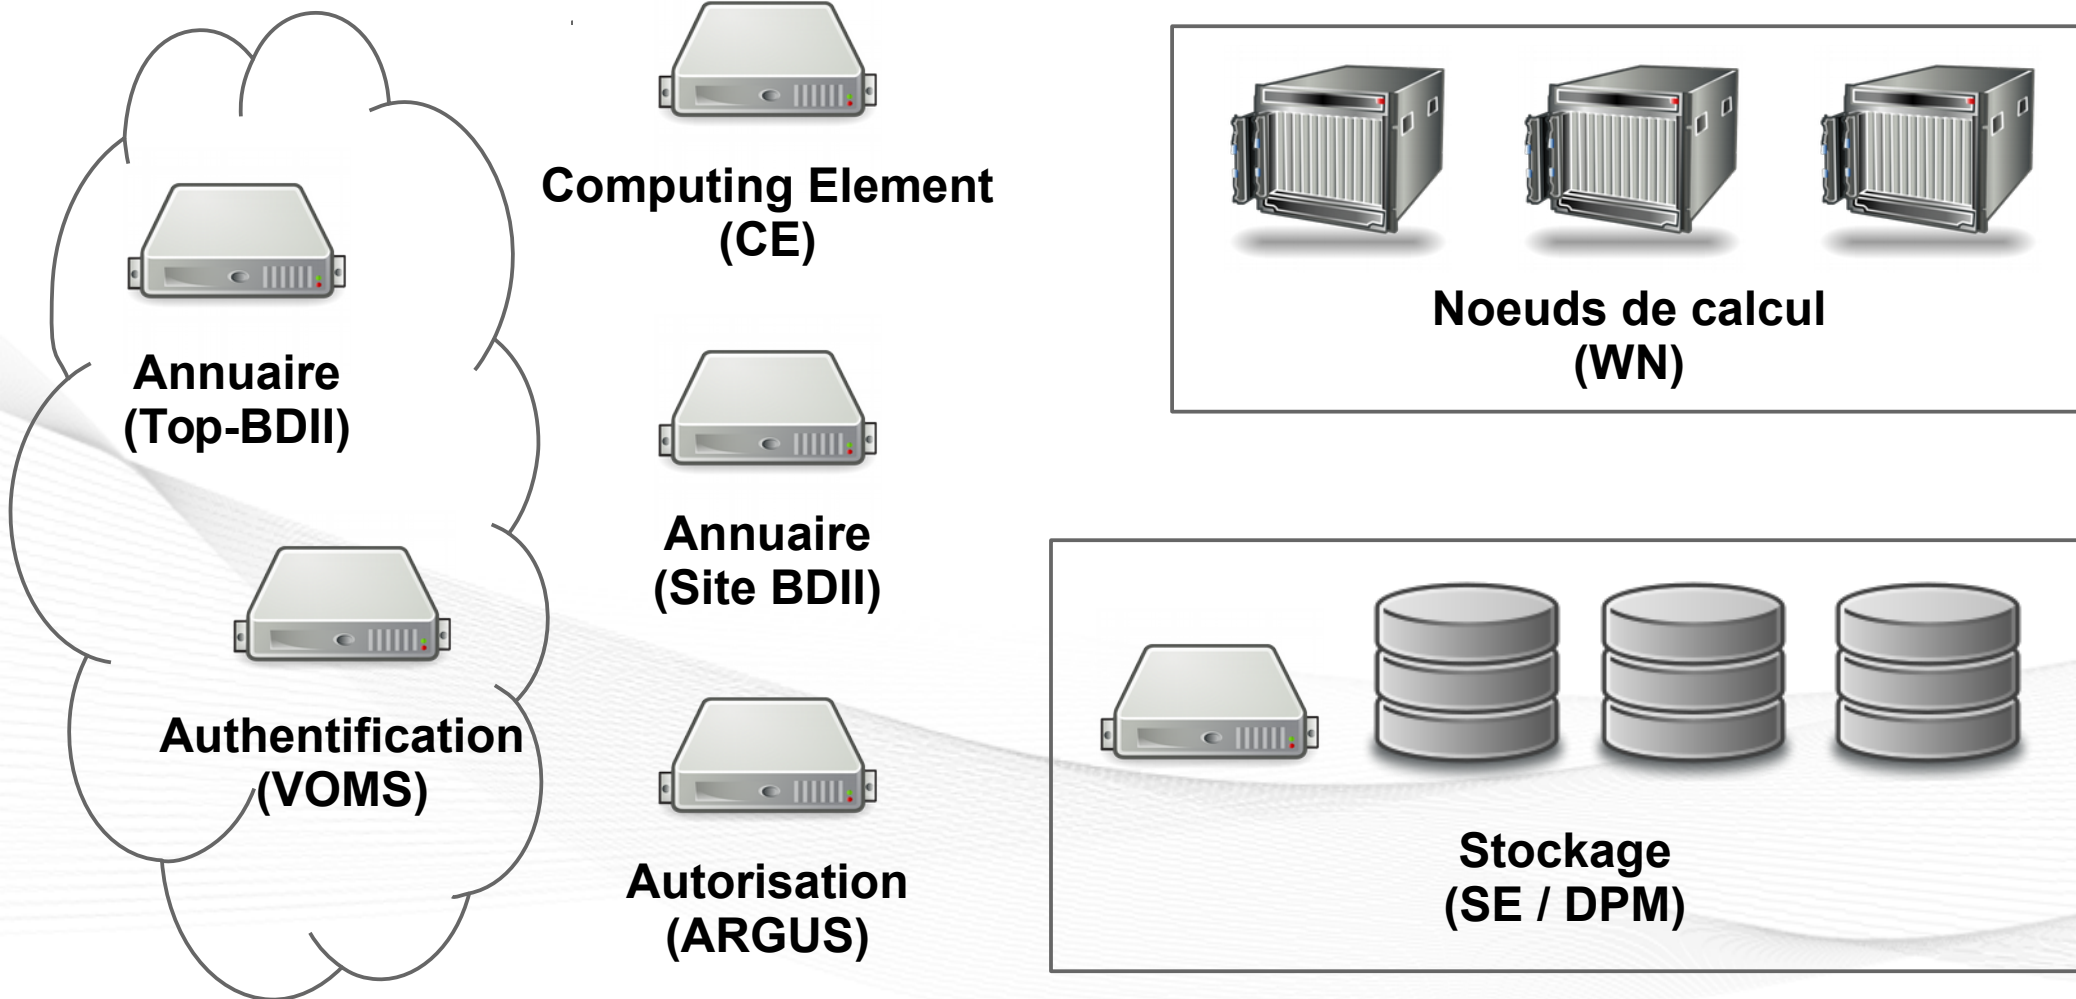 Computing Element
(CE)
Noeuds de calcul
(WN)
Annuaire
(Top-BDII)
Annuaire
(Site BDII)
Authentification
(VOMS)
Autorisation
(ARGUS)
Stockage
(SE / DPM)